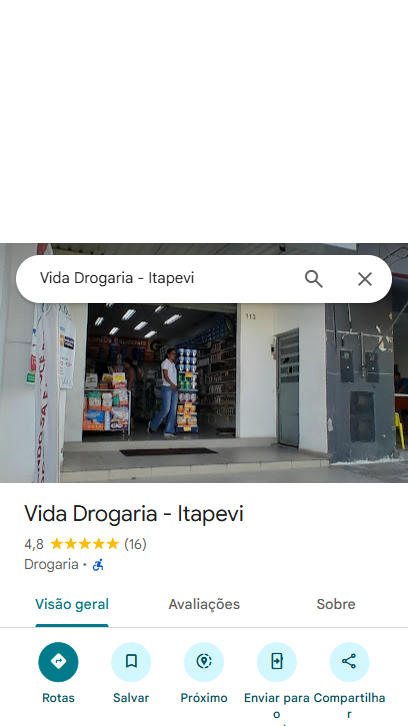 Vida Drogaria - Itapevi
113
Vida Drogaria - Itapevi
4,8 (16)
Drogaria ·
Visão geral Avaliações Sobre
Rotas Salvar Próximo Enviar para o Compartilhar